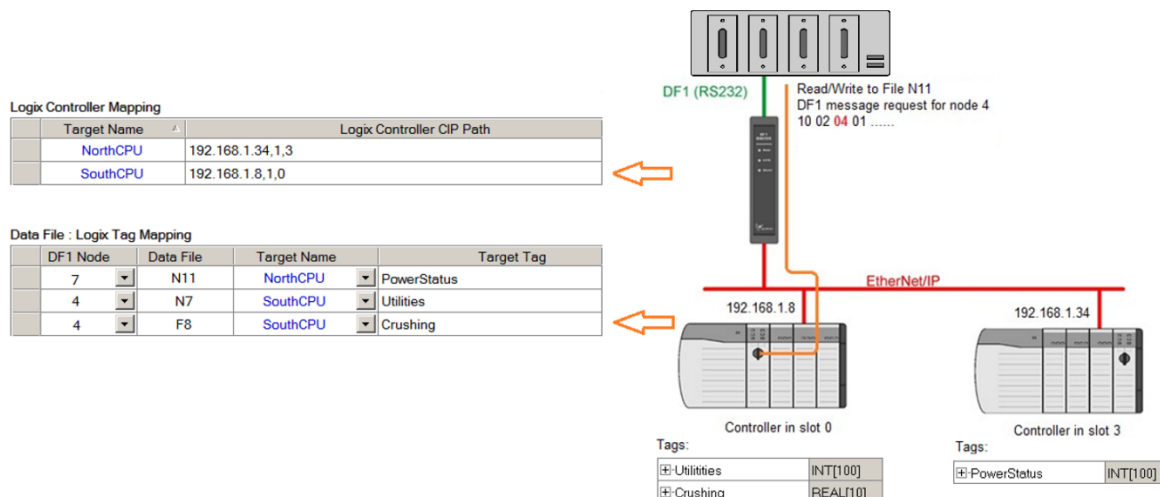 DF1 (RS232)
Read/Write to File N11
DF1 message request for node 4
10 02 04 01 ......
Logix Controller Mapping
Target Name Logix Controller CIP Path
NorthCPU 192.168.1.34,1,3
SouthCPU 192.168.1.8,1,0
Data File : Logix Tag Mapping
DF1 Node Data File Target Name Target Tag
7 N11 NorthCPU PowerStatus
4 N7 SouthCPU Utilities
4 F8 SouthCPU Crushing
EtherNet/IP
192.168.1.8
192.168.1.34
Controller in slot 0
Controller in slot 3
Tags:
Utilitities INT[100]
Crushing REAL[10]
Tags:
PowerStatus INT[100]